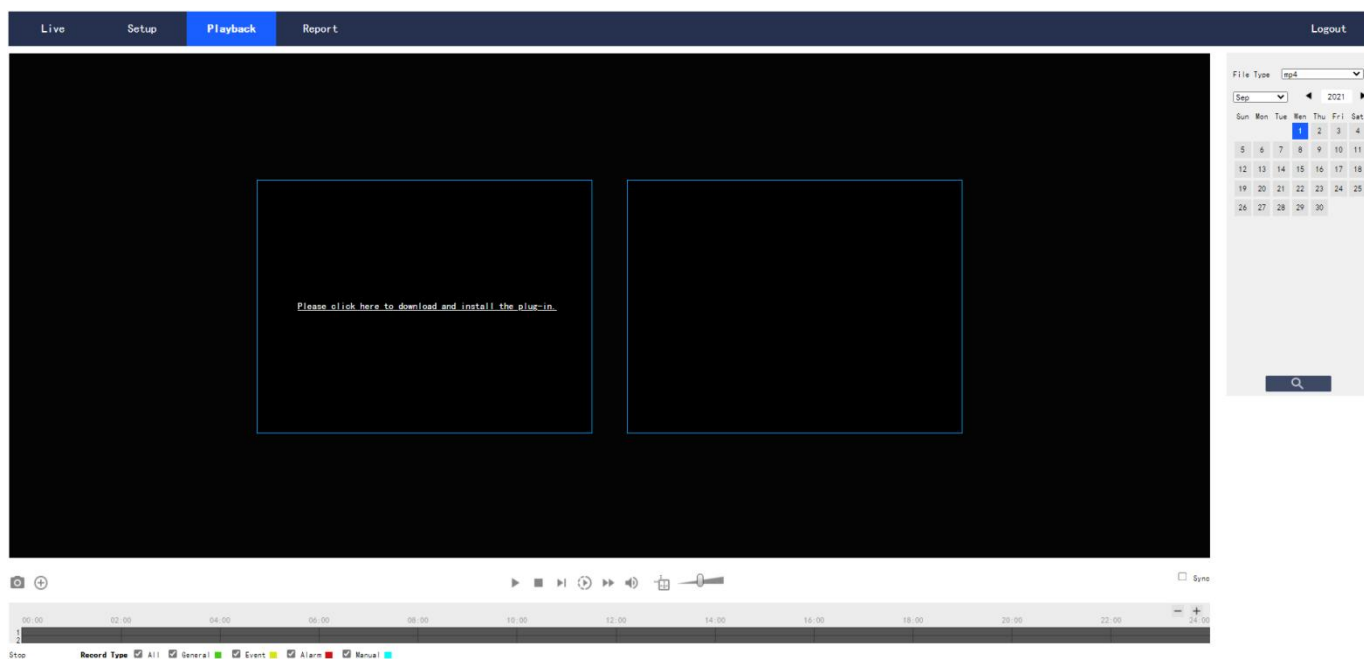 Live Setup Playback Report Logout
File Type mp4
Sep 2021
Sun Mon Tue Wen Thu Fri Sat
1 2 3 4
5 6 7 8 9 10 11
12 13 14 15 16 17 18
19 20 21 22 23 24 25
26 27 28 29 30
Please click here to download and install the plug-in.
Sync
00:00 02:00 04:00 06:00 08:00 10:00 12:00 14:00 16:00 18:00 20:00 22:00 24:00
1
2
Stop Record Type All General Event Alarm Manual